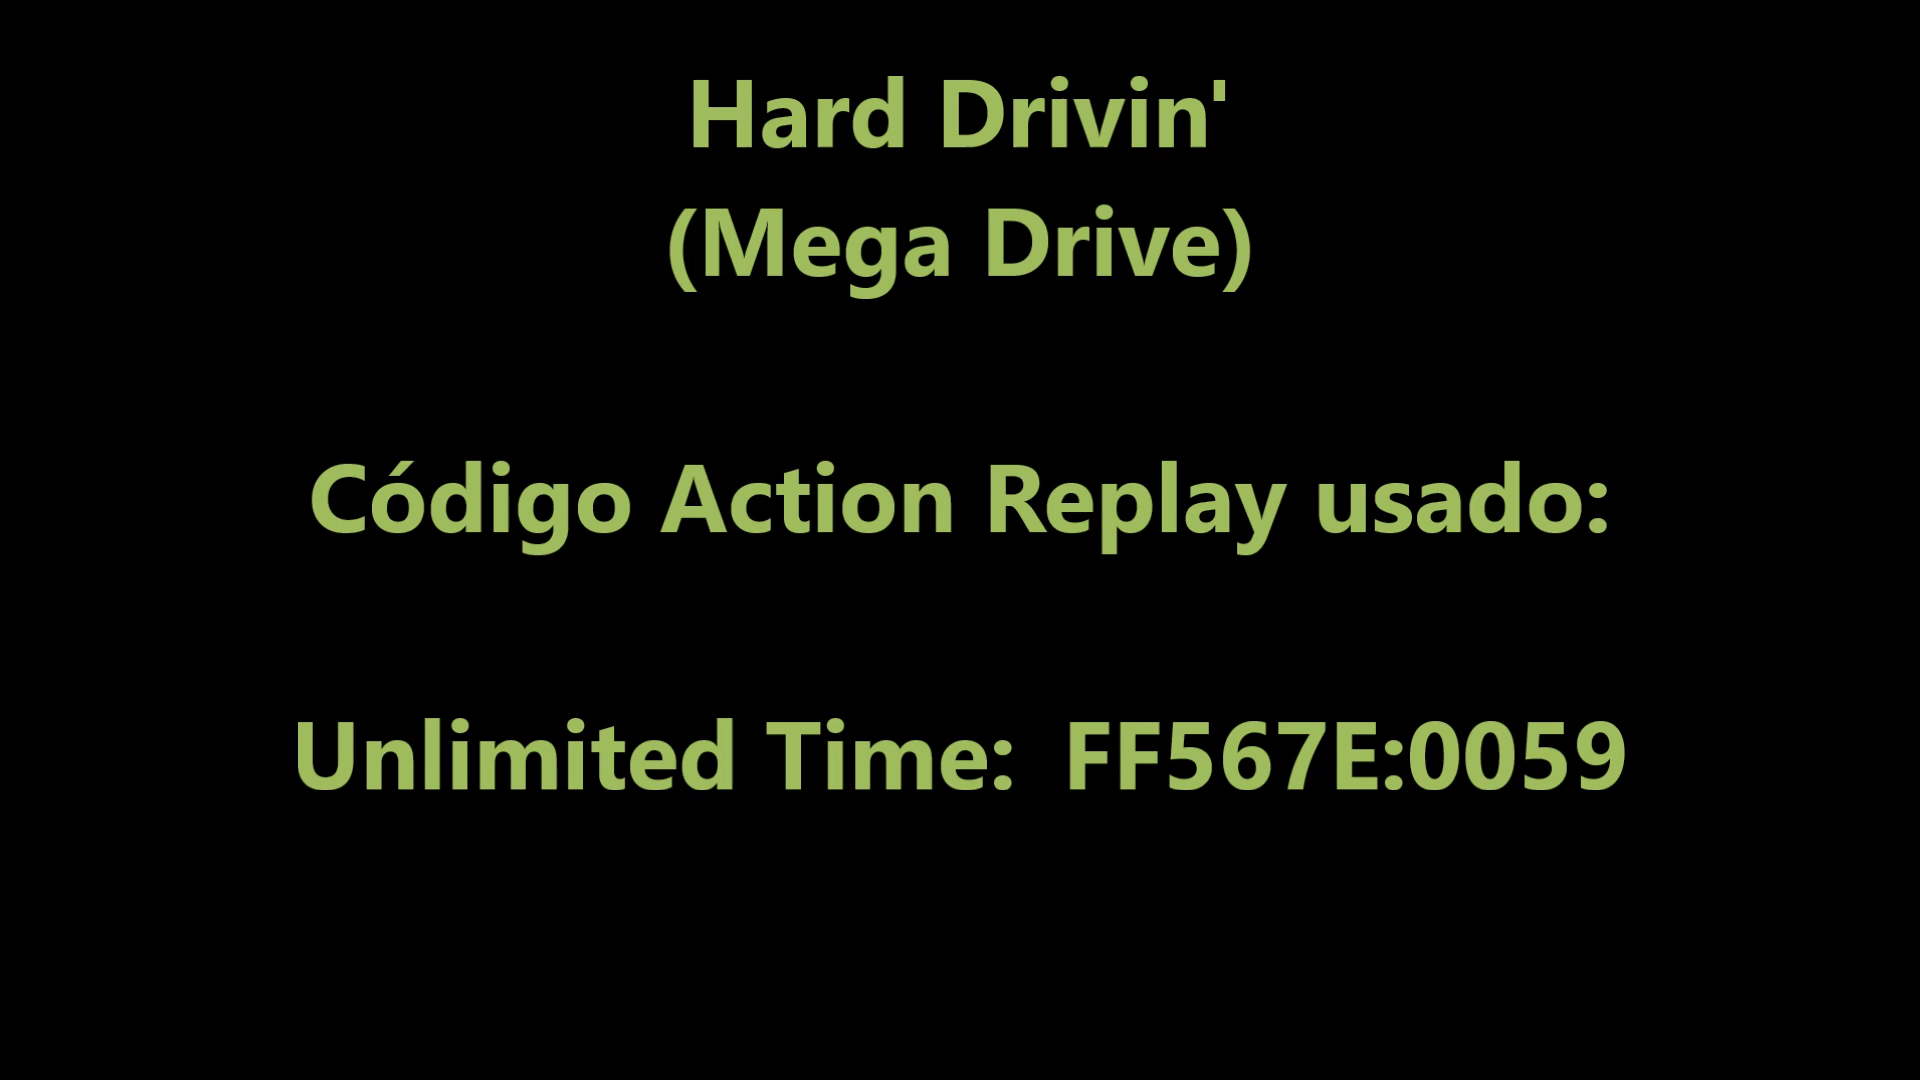 Hard Drivin'
(Mega Drive)
Código Action Replay usado:
Unlimited Time:  FF567E:0059